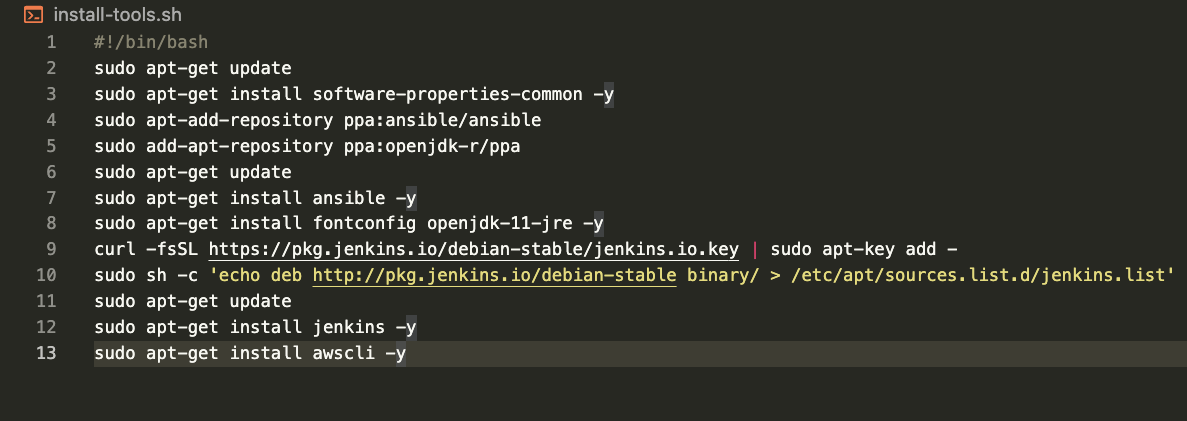 install-tools.sh
1 #!/bin/bash
2 sudo apt-get update
3 sudo apt-get install software-properties-common -y
4 sudo apt-add-repository ppa:ansible/ansible
5 sudo add-apt-repository ppa:openjdk-r/ppa
6 sudo apt-get update
7 sudo apt-get install ansible -y
8 sudo apt-get install fontconfig openjdk-11-jre -y
9 curl -fsSL https://pkg.jenkins.io/debian-stable/jenkins.io.key | sudo apt-key add -
10 sudo sh -c 'echo deb http://pkg.jenkins.io/debian-stable binary/ > /etc/apt/sources.list.d/jenkins.list'
11 sudo apt-get update
12 sudo apt-get install jenkins -y
13 sudo apt-get install awscli -y